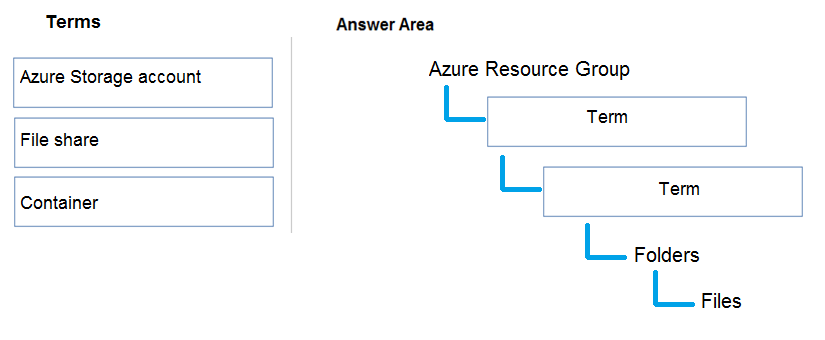 Terms
Azure Storage account
File share
Container
Answer Area
Azure Resource Group
Term
Term
Folders
Files